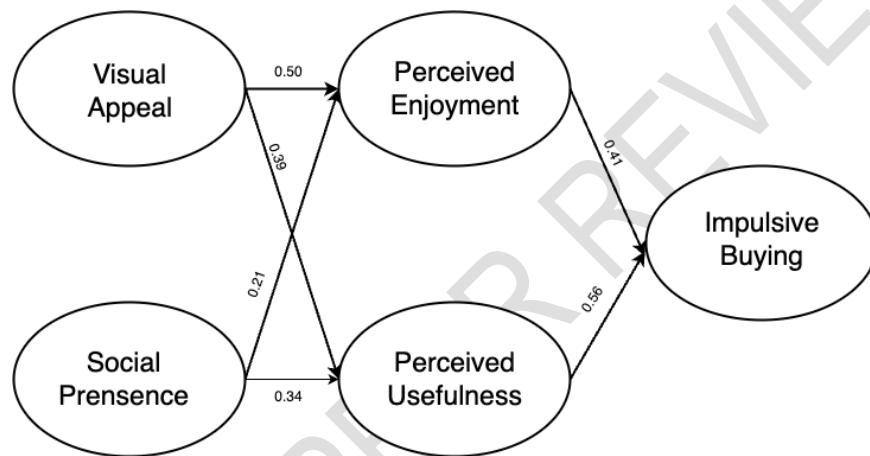 Visual
Appeal
0.50
Perceived
Enjoyment
0.39
0.41
Impulsive
Buying
0.21
0.56
Social
Prensence
0.34
Perceived
Usefulness
R REVIE